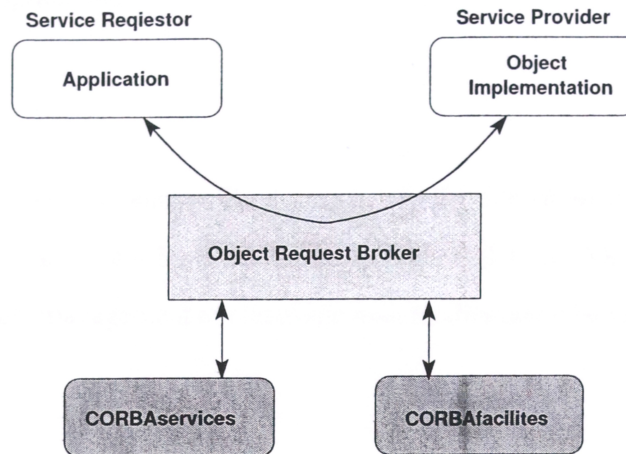 Service Reqiestor
Service Provider
Application
Object
Implementation
Object Request Broker
CORBAservices
CORBAfacilites